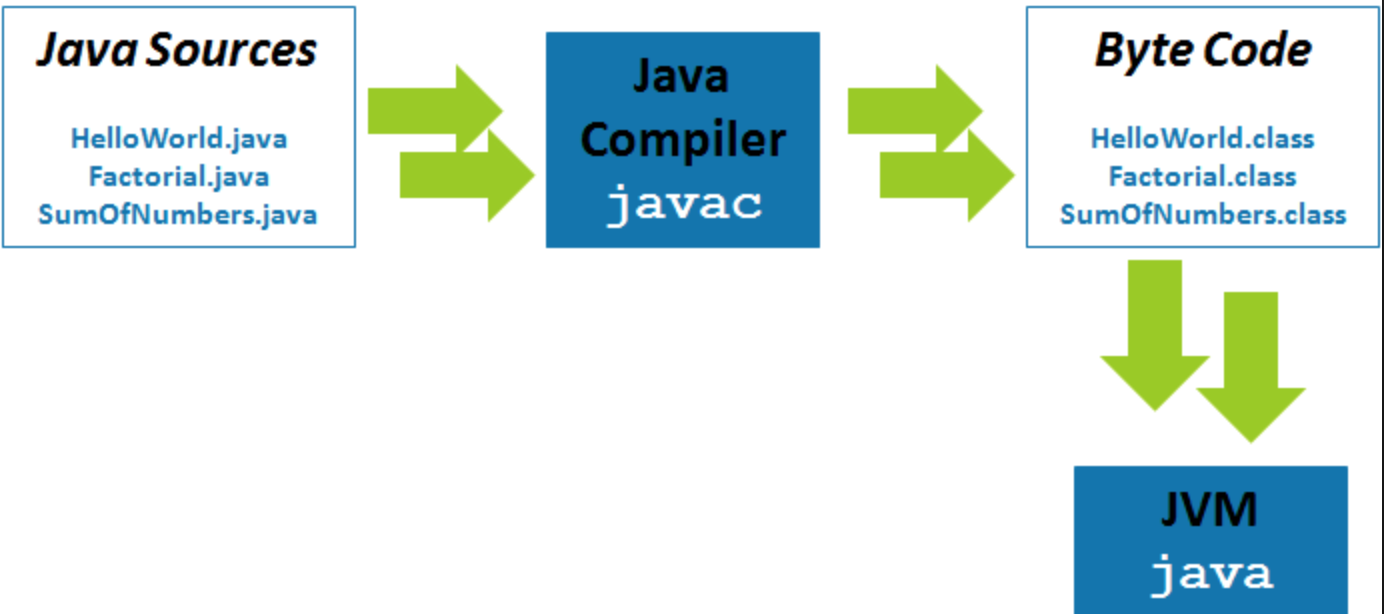 Java Sources
HelloWorld.java
Factorial.java
SumOfNumbers.java
Java
Compiler
javac
Byte Code
HelloWorld.class
Factorial.class
SumOfNumbers.class
JVM
java